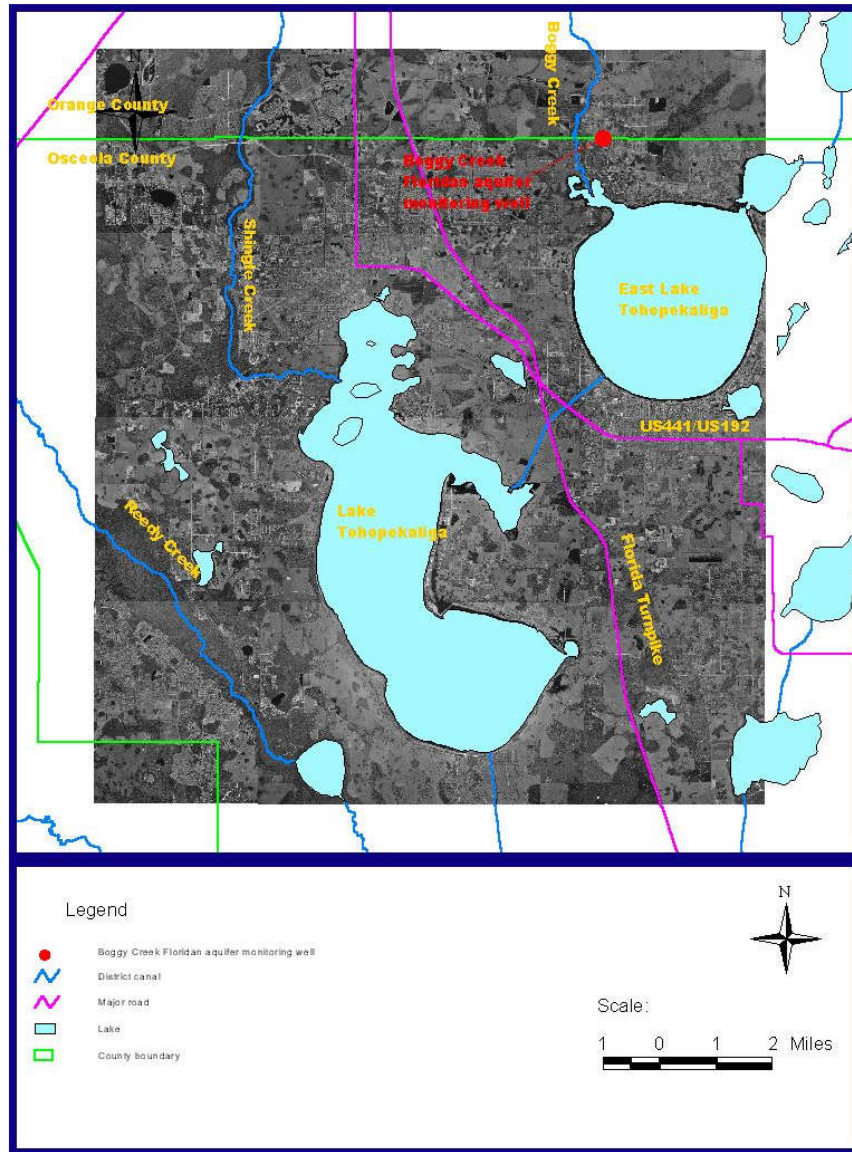 Boggy Creek
Orange County
Osceola County
Boggy Creek
Floridan aquifer
monitoring well
Shingle Creek
East Lake
Tohopekaliga
US441/US192
Lake
Tohopekaliga
Reedy Creek
Florida Turnpike
Legend
Boggy Creek Floridan aquifer monitoring well
District canal
Major road
Lake
County boundary
N
Scale:
1 0 1 2 Miles